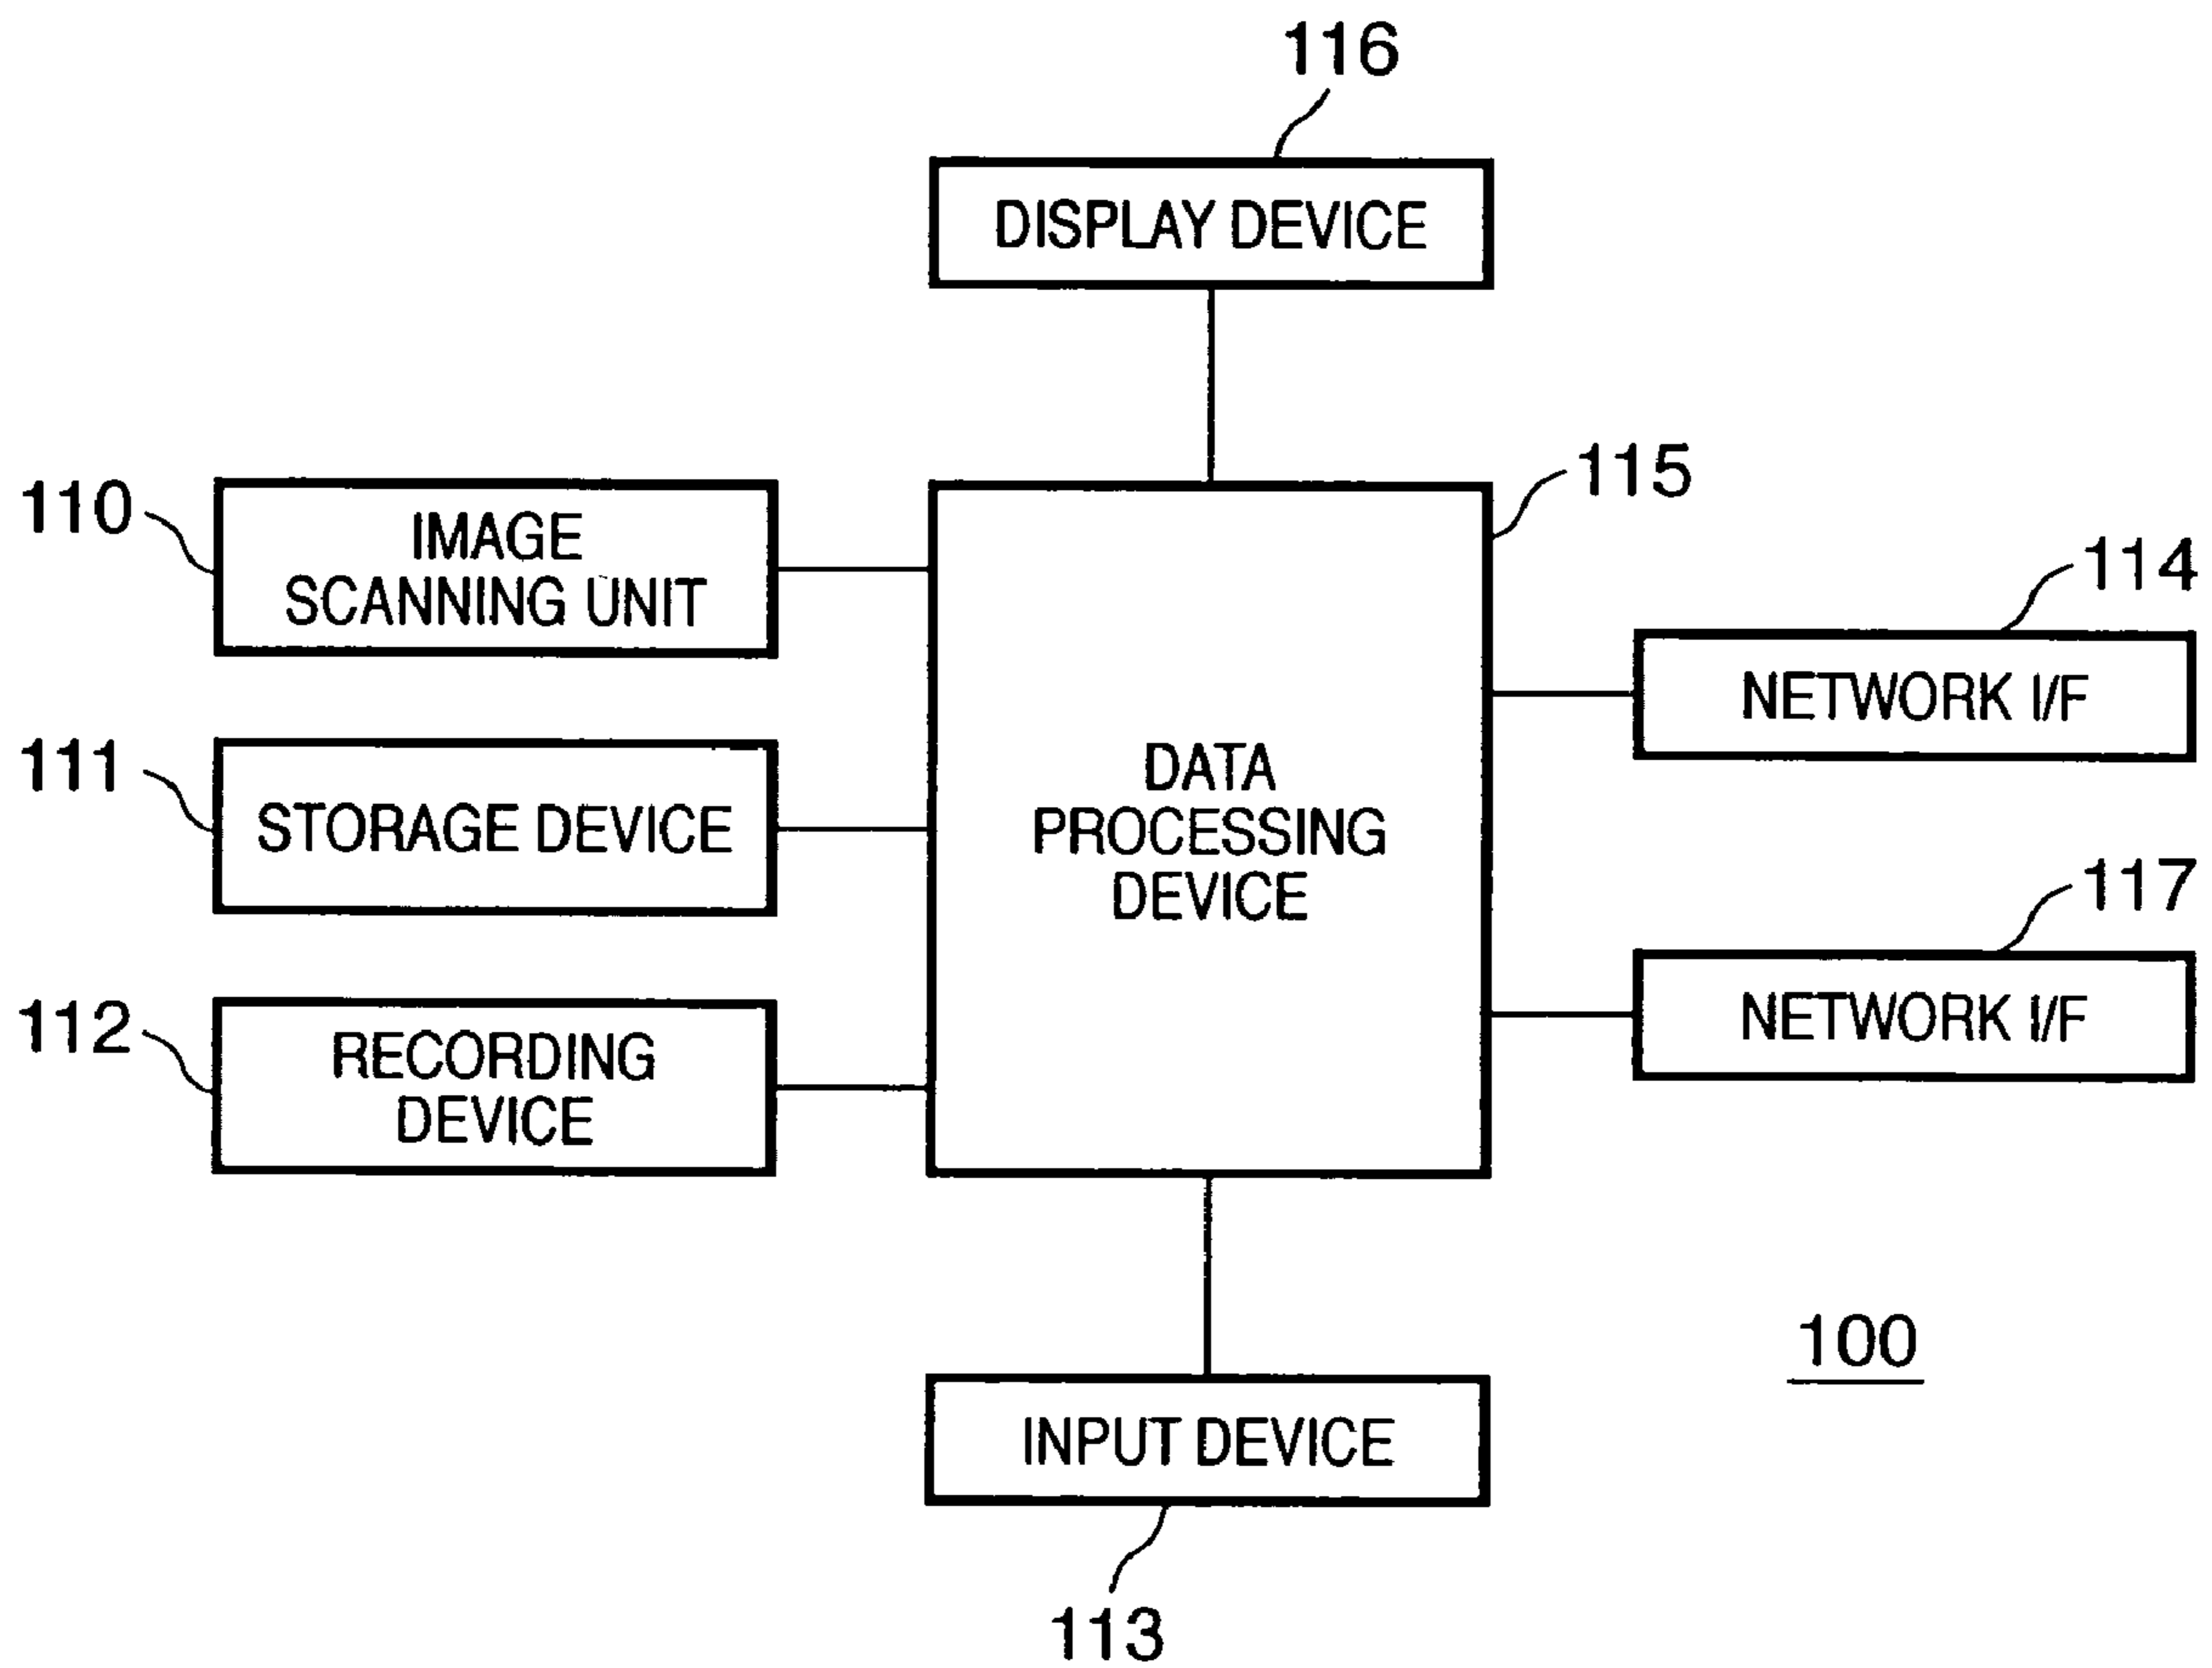 116
DISPLAY DEVICE
115
110
IMAGE
SCANNING UNIT
114
NETWORK I/F
111
STORAGE DEVICE
DATA
PROCESSING
DEVICE
117
NETWORK I/F
112
RECORDING
DEVICE
100
INPUT DEVICE
113